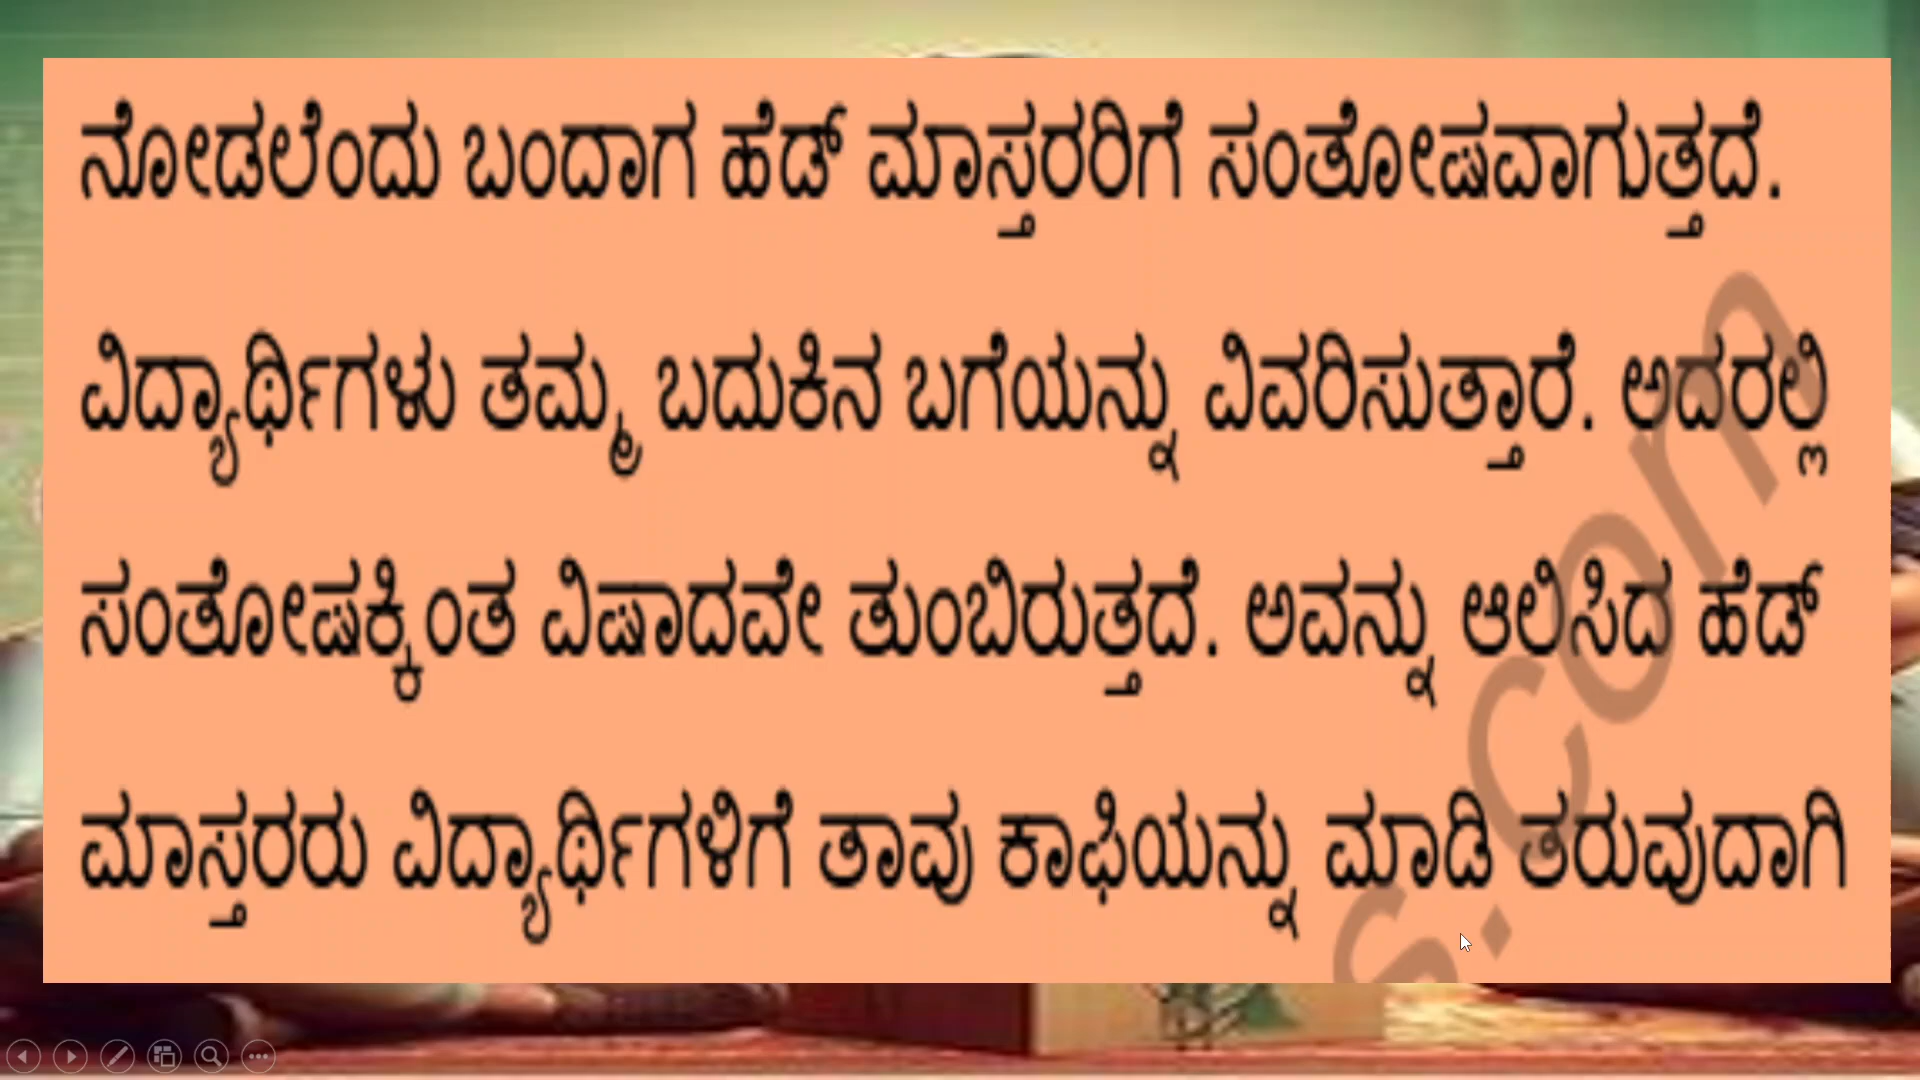 ನೋಡಲೆಂದು ಬಂದಾಗ ಹೆಡ್ ಮಾಸ್ತರರಿಗೆ ಸಂತೋಷವಾಗುತ್ತದೆ.
ವಿದ್ಯಾರ್ಥಿಗಳು ತಮ್ಮ ಬದುಕಿನ ಬಗೆಯನ್ನು ವಿವರಿಸುತ್ತಾರೆ. ಅದರಲ್ಲಿ
ಸಂತೋಷಕ್ಕಿಂತ ವಿಷಾದವೇ ತುಂಬಿರುತ್ತದೆ. ಅವನ್ನು ಆಲಿಸಿದ ಹೆಡ್
ಮಾಸ್ತರರು ವಿದ್ಯಾರ್ಥಿಗಳಿಗೆ ತಾವು ಕಾಫಿಯನ್ನು ಮಾಡಿ ತರುವುದಾಗಿ
s.com